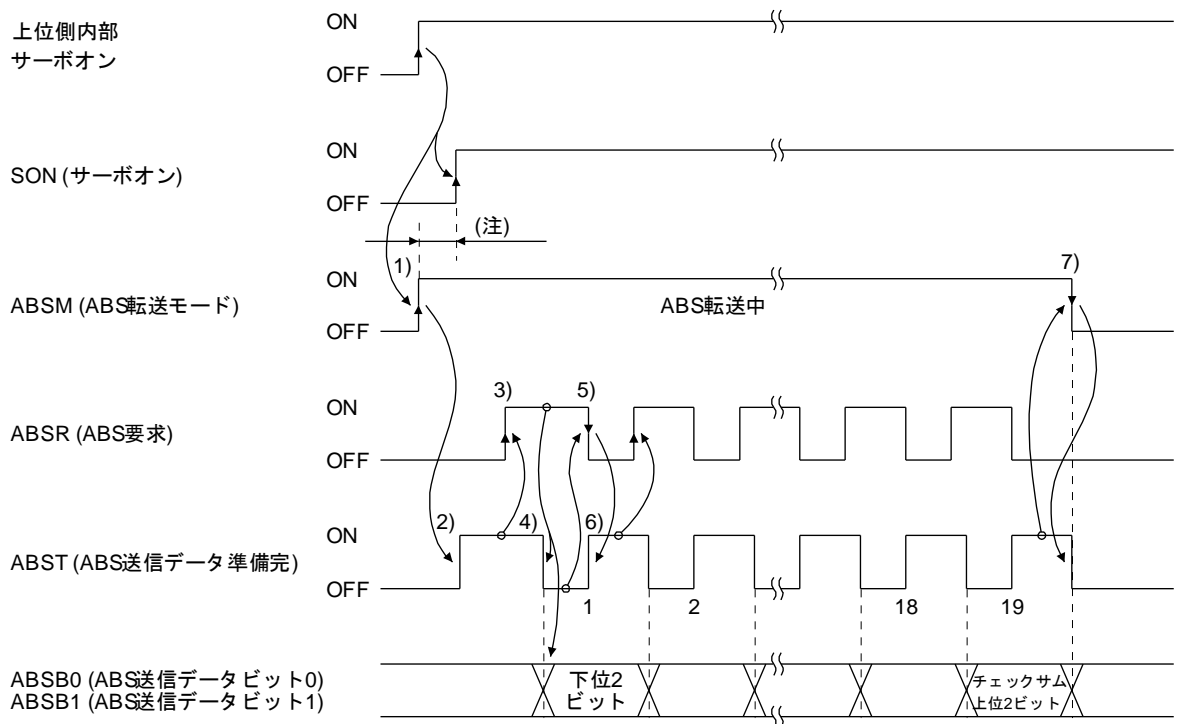 上位側内部
サーボオン
ON
OFF
SON (サーボオン)
ON
OFF
(注)
ABSM (ABS転送モード)
ON
OFF
1)
ABS転送中
7)
ABSR (ABS要求)
ON
OFF
3)
5)
ABST (ABS送信データ準備完)
ON
OFF
2)
4)
6)
1
2
18
19
ABSB0 (ABS送信データビット0)
ABSB1 (ABS送信データビット1)
下位2
ビット
チェックサム
上位2ビット